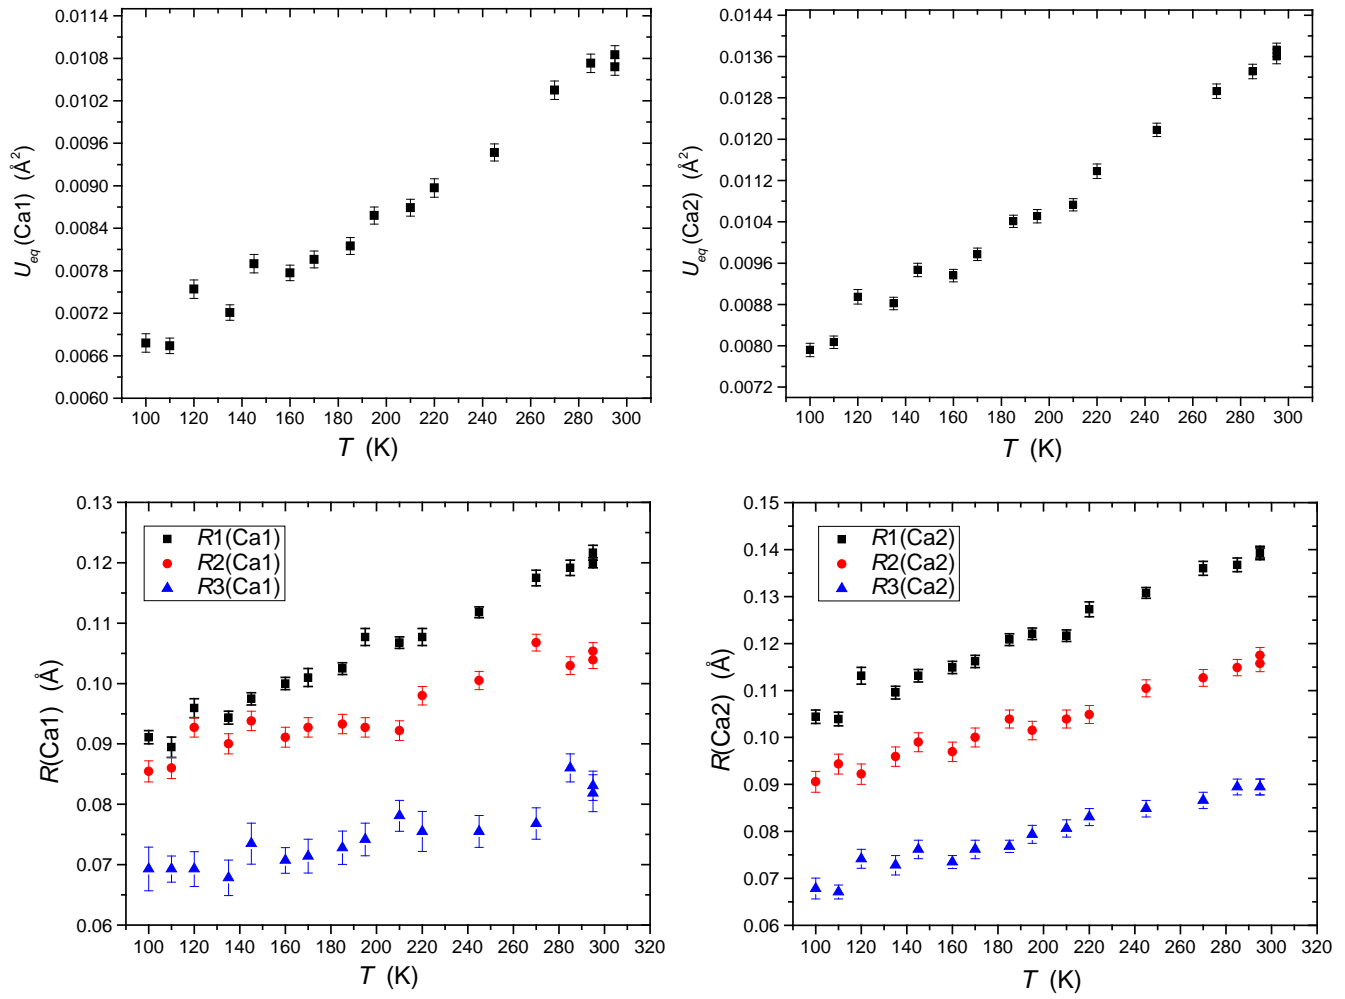 0.0114
0.0108
0.0102
0.0096
0.0090
0.0084
0.0078
0.0072
0.0066
0.0060
U_eq(Ca1) (Å²)
100 120 140 160 180 200 220 240 260 280 300
T (K)
0.0144
0.0136
0.0128
0.0120
0.0112
0.0104
0.0096
0.0088
0.0080
0.0072
U_eq(Ca2) (Å²)
100 120 140 160 180 200 220 240 260 280 300
T (K)
0.13
0.12
0.11
0.10
0.09
0.08
0.07
0.06
R(Ca1) (Å)
R1(Ca1)
R2(Ca1)
R3(Ca1)
100 120 140 160 180 200 220 240 260 280 300 320
T (K)
0.15
0.14
0.13
0.12
0.11
0.10
0.09
0.08
0.07
0.06
R(Ca2) (Å)
R1(Ca2)
R2(Ca2)
R3(Ca2)
100 120 140 160 180 200 220 240 260 280 300 320
T (K)